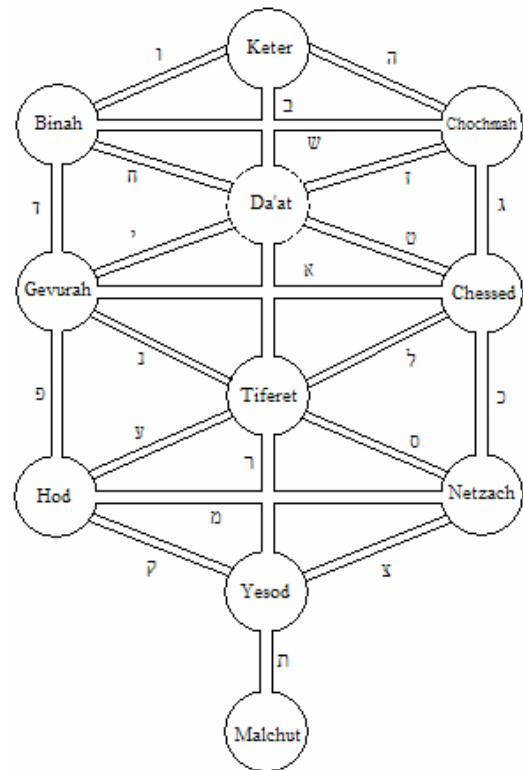 Keter
ו
ה
ב
Binah
Chochmah
ש
ה
ז
Da'at
ד
ג
י
ט
א
Gevurah
Chessed
נ
ל
פ
כ
Tiferet
ע
ס
ר
Hod
Netzach
מ
ק
צ
Yesod
ת
Malchut